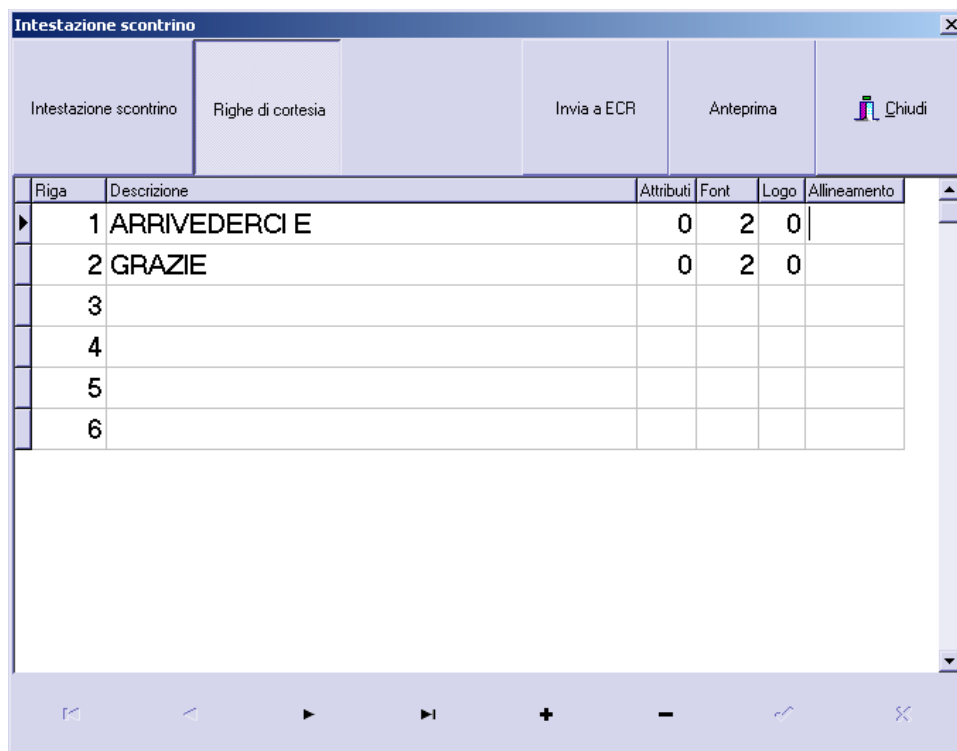 Intestazione scontrino
Intestazione scontrino Righe di cortesia Invia a ECR Anteprima Chiudi
Riga Descrizione Attributi Font Logo Allineamento
1 ARRIVEDERCI E 0 2 0
2 GRAZIE 0 2 0
3
4
5
6